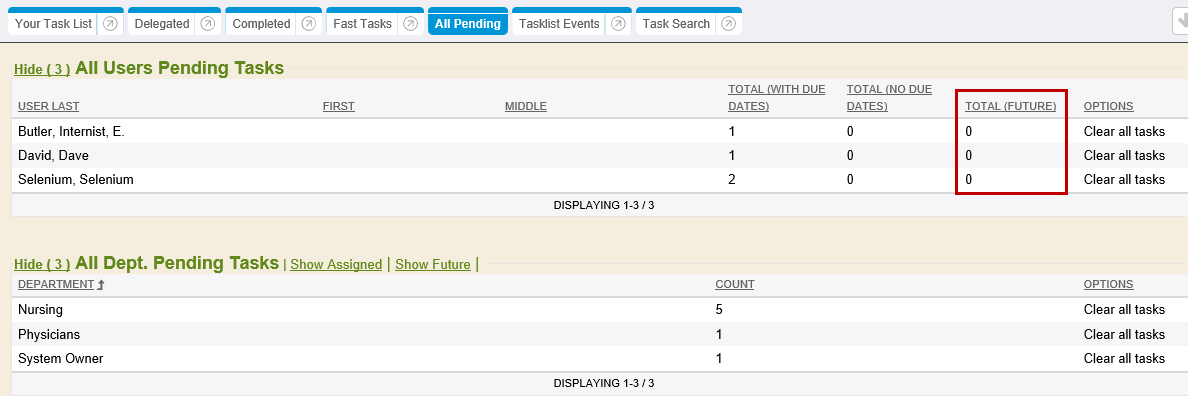 Your Task List Delegated Completed Fast Tasks All Pending Tasklist Events Task Search
Hide ( 3 ) All Users Pending Tasks
USER LAST FIRST MIDDLE TOTAL (WITH DUE DATES) TOTAL (NO DUE DATES) TOTAL (FUTURE) OPTIONS
Butler, Internist, E. 1 0 0 Clear all tasks
David, Dave 1 0 0 Clear all tasks
Selenium, Selenium 2 0 0 Clear all tasks
DISPLAYING 1-3 / 3
Hide ( 3 ) All Dept. Pending Tasks | Show Assigned | Show Future |
DEPARTMENT COUNT OPTIONS
Nursing 5 Clear all tasks
Physicians 1 Clear all tasks
System Owner 1 Clear all tasks
DISPLAYING 1-3 / 3